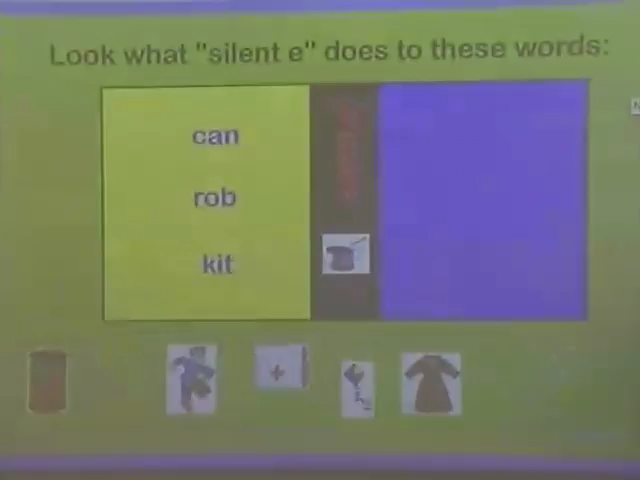 Look what "silent e" does to these words:
can
rob
kit